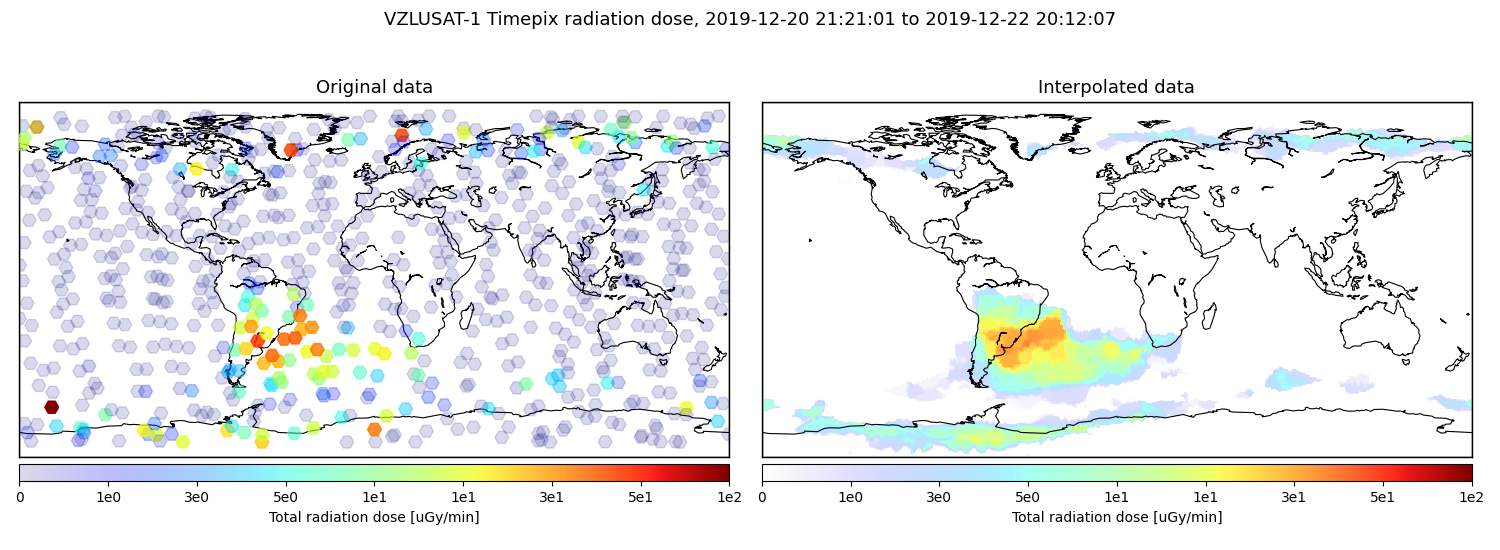 VZLUSAT-1 Timepix radiation dose, 2019-12-20 21:21:01 to 2019-12-22 20:12:07
Original data
Interpolated data
0 1e0 3e0 5e0 1e1 1e1 3e1 5e1 1e2
0 1e0 3e0 5e0 1e1 1e1 3e1 5e1 1e2
Total radiation dose [uGy/min]
Total radiation dose [uGy/min]